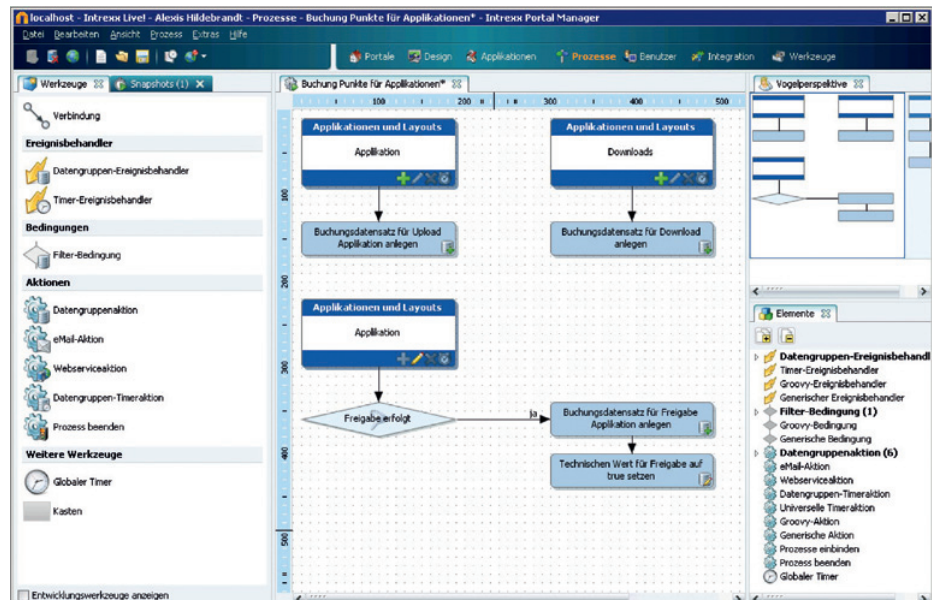 localhost - Intrexx Live! - Alexis Hildebrandt - Prozesse - Buchung Punkte für Applikationen* - Intrexx Portal Manager
Datei Bearbeiten Ansicht Prozess Extras Hilfe
Portale Design Applikationen Prozesse Benutzer Integration Werkzeuge
Werkzeuge Snapshots (1)
Verbindung
Ereignisbehandler
Datengruppen-Ereignisbehandler
Timer-Ereignisbehandler
Bedingungen
Filter-Bedingung
Aktionen
Datengruppenaktion
eMail-Aktion
Webserviceaktion
Datengruppen-Timeraktion
Prozess beenden
Weitere Werkzeuge
Globaler Timer
Kasten
Entwicklungswerkzeuge anzeigen
Buchung Punkte für Applikationen*
100 200 300 400 500
100
200
300
400
500
Applikationen und Layouts
Applikation
Buchungsdatensatz für Upload
Applikation anlegen
Applikationen und Layouts
Downloads
Buchungsdatensatz für Download
anlegen
Applikationen und Layouts
Applikation
Freigabe erfolgt
ja
Buchungsdatensatz für Freigabe
Applikation anlegen
Technischen Wert für Freigabe auf
true setzen
Vogelperspektive
Elemente
Datengruppen-Ereignisbehandl
Timer-Ereignisbehandler
Groovy-Ereignisbehandler
Generischer Ereignisbehandler
Filter-Bedingung (1)
Groovy-Bedingung
Generische Bedingung
Datengruppenaktion (6)
eMail-Aktion
Webserviceaktion
Datengruppen-Timeraktion
Universelle Timeraktion
Groovy-Aktion
Generische Aktion
Prozesse einbinden
Prozess beenden
Globaler Timer